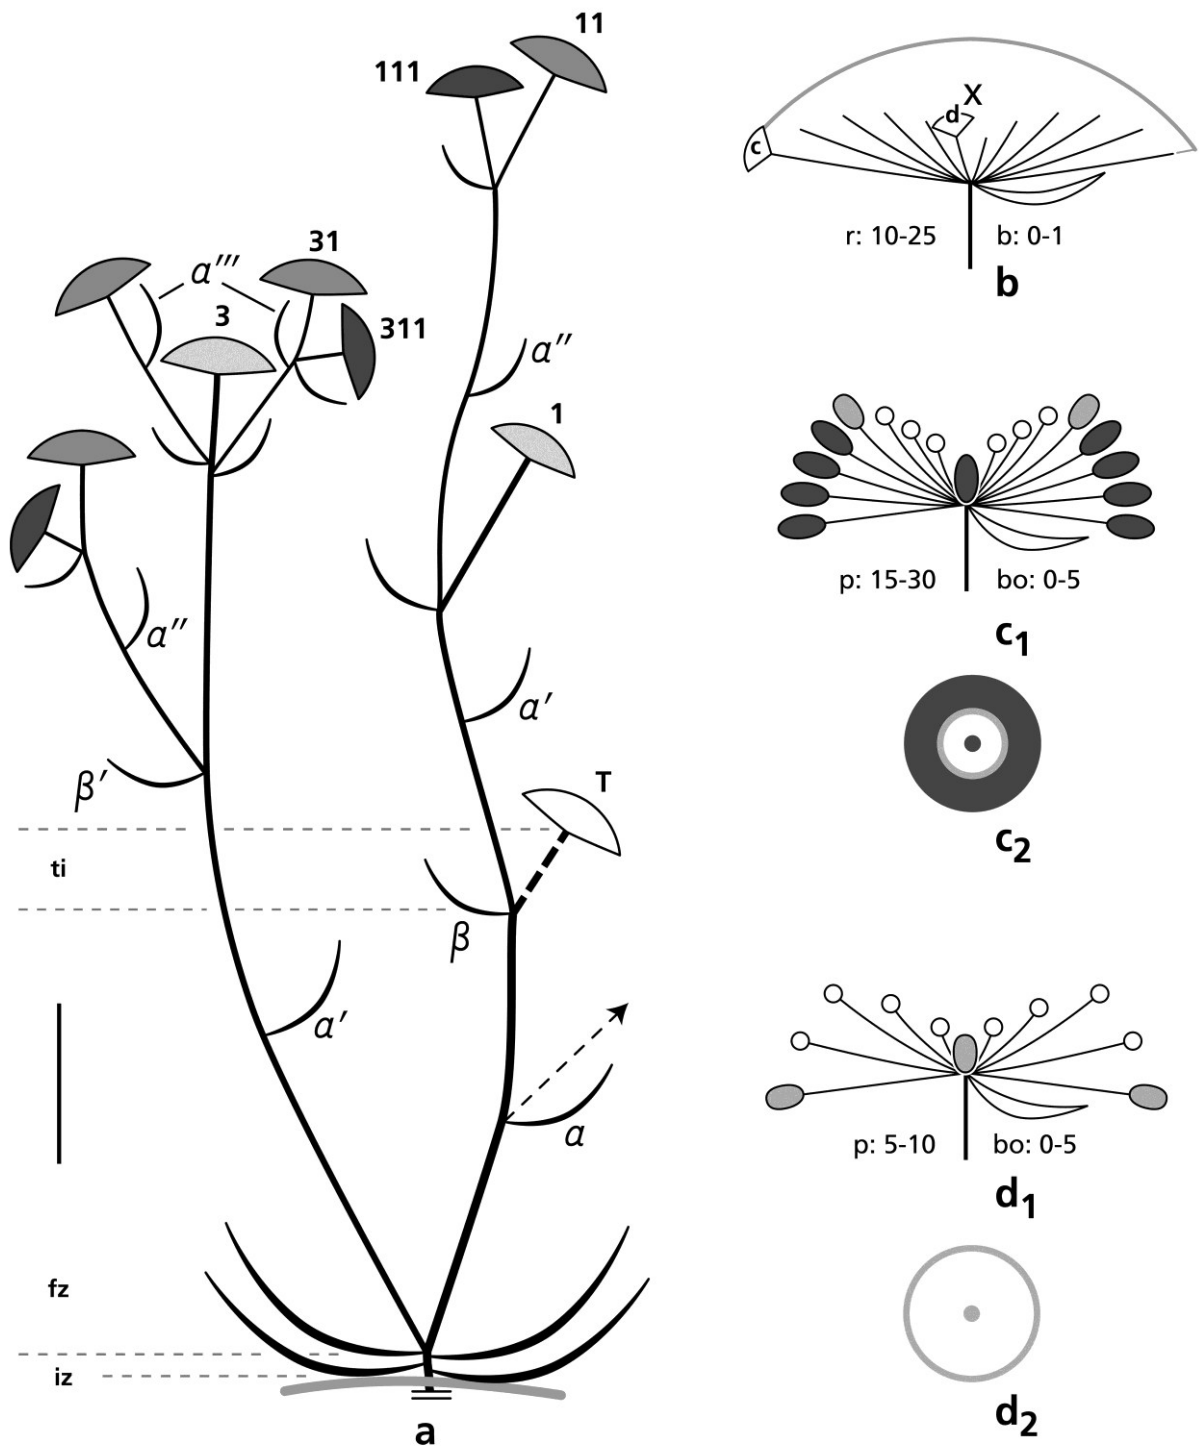 11
111
31
α‴
3
311
α″
1
α″
α′
β′
T
ti
β
α′
α
fz
iz
a
X
d
c
r: 10-25 b: 0-1
b
p: 15-30 bo: 0-5
c1
c2
p: 5-10 bo: 0-5
d1
d2